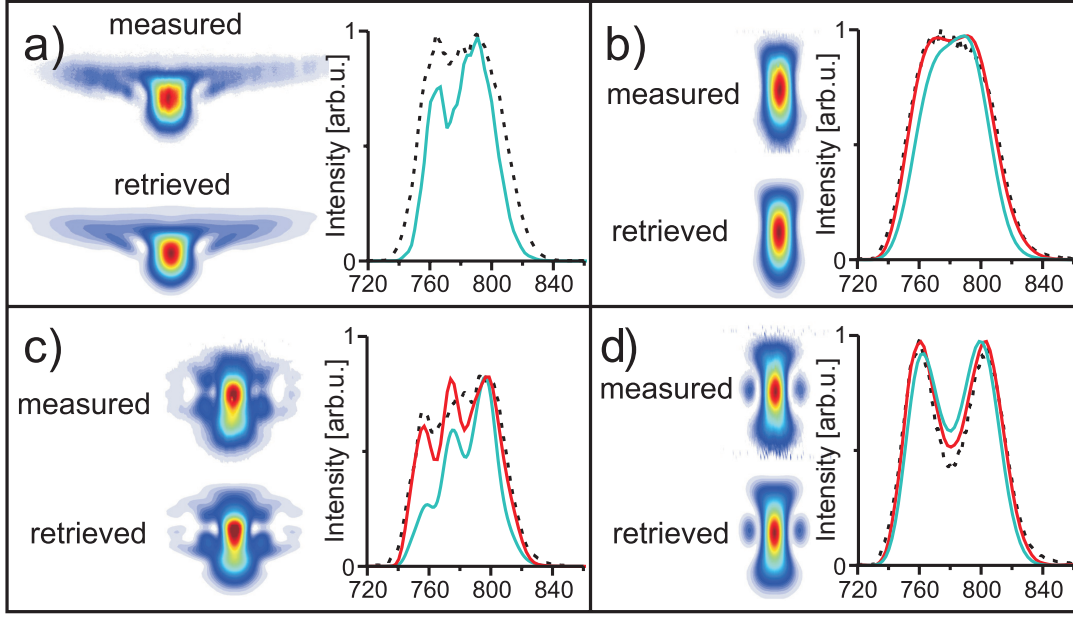 a)
measured
retrieved
Intensity [arb.u.]
1
0
720 760 800 840
b)
measured
retrieved
Intensity [arb.u.]
1
0
720 760 800 840
c)
measured
retrieved
Intensity [arb.u.]
1
0
720 760 800 840
d)
measured
retrieved
Intensity [arb.u.]
1
0
720 760 800 840